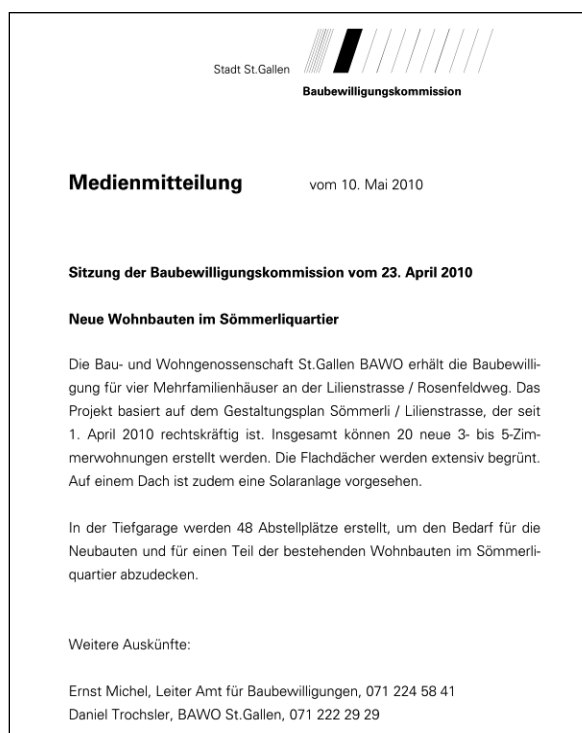 Stadt St.Gallen
Baubewilligungskommission
Medienmitteilung vom 10. Mai 2010
Sitzung der Baubewilligungskommission vom 23. April 2010
Neue Wohnbauten im Sömmerliquartier
Die Bau- und Wohngenossenschaft St.Gallen BAWO erhält die Baubewilli-
gung für vier Mehrfamilienhäuser an der Lilienstrasse / Rosenfeldweg. Das
Projekt basiert auf dem Gestaltungsplan Sömmerli / Lilienstrasse, der seit
1. April 2010 rechtskräftig ist. Insgesamt können 20 neue 3- bis 5-Zim-
merwohnungen erstellt werden. Die Flachdächer werden extensiv begrünt.
Auf einem Dach ist zudem eine Solaranlage vorgesehen.
In der Tiefgarage werden 48 Abstellplätze erstellt, um den Bedarf für die
Neubauten und für einen Teil der bestehenden Wohnbauten im Sömmerli-
quartier abzudecken.
Weitere Auskünfte:
Ernst Michel, Leiter Amt für Baubewilligungen, 071 224 58 41
Daniel Trochsler, BAWO St.Gallen, 071 222 29 29